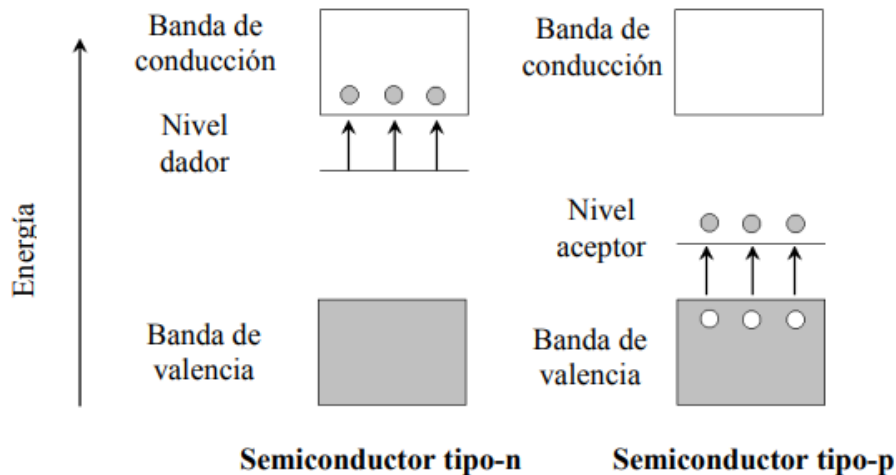 Energía
Banda de
conducción
Nivel
dador
Banda de
valencia
Semiconductor tipo-n
Banda de
conducción
Nivel
aceptor
Banda de
valencia
Semiconductor tipo-p